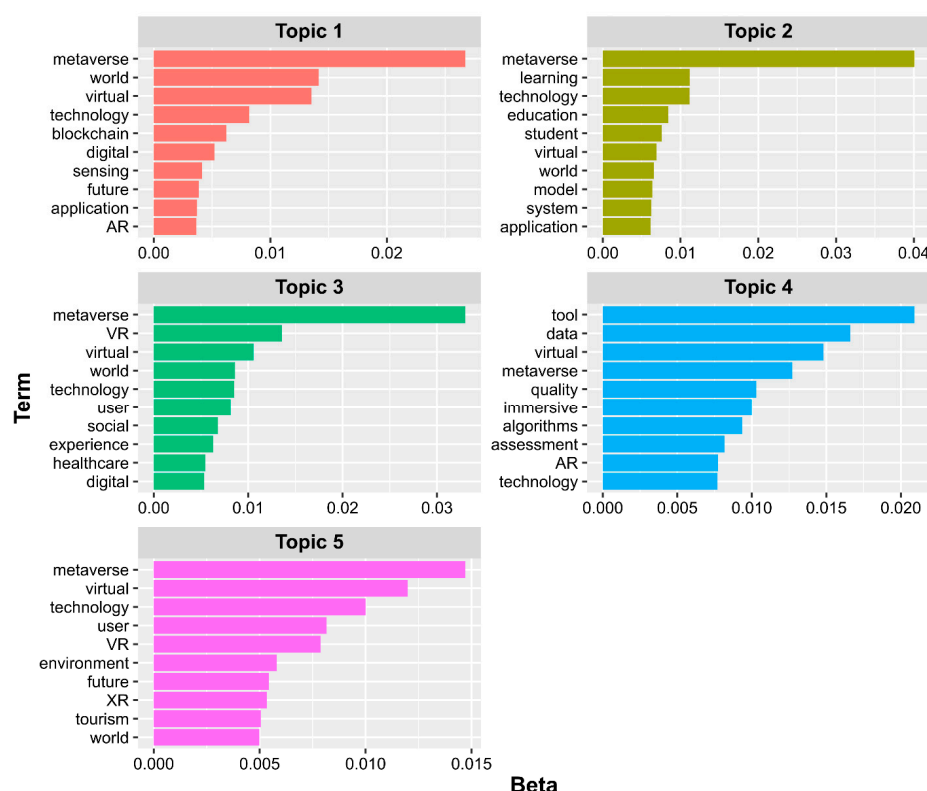 Topic 1
metaverse
world
virtual
technology
blockchain
digital
sensing
future
application
AR
0.00 0.01 0.02
Topic 2
metaverse
learning
technology
education
student
virtual
world
model
system
application
0.00 0.01 0.02 0.03 0.04
Topic 3
metaverse
VR
virtual
world
technology
user
social
experience
healthcare
digital
0.00 0.01 0.02 0.03
Topic 4
tool
data
virtual
metaverse
quality
immersive
algorithms
assessment
AR
technology
0.000 0.005 0.010 0.015 0.020
Topic 5
metaverse
virtual
technology
user
VR
environment
future
XR
tourism
world
0.000 0.005 0.010 0.015
Term
Beta